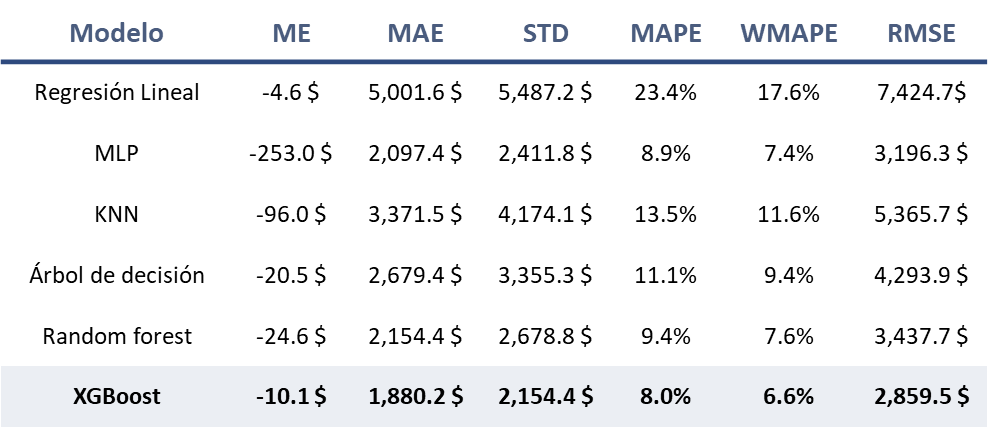 Modelo ME MAE STD MAPE WMAPE RMSE
Regresión Lineal -4.6 $ 5,001.6 $ 5,487.2 $ 23.4% 17.6% 7,424.7$
MLP -253.0 $ 2,097.4 $ 2,411.8 $ 8.9% 7.4% 3,196.3 $
KNN -96.0 $ 3,371.5 $ 4,174.1 $ 13.5% 11.6% 5,365.7 $
Árbol de decisión -20.5 $ 2,679.4 $ 3,355.3 $ 11.1% 9.4% 4,293.9 $
Random forest -24.6 $ 2,154.4 $ 2,678.8 $ 9.4% 7.6% 3,437.7 $
XGBoost -10.1 $ 1,880.2 $ 2,154.4 $ 8.0% 6.6% 2,859.5 $